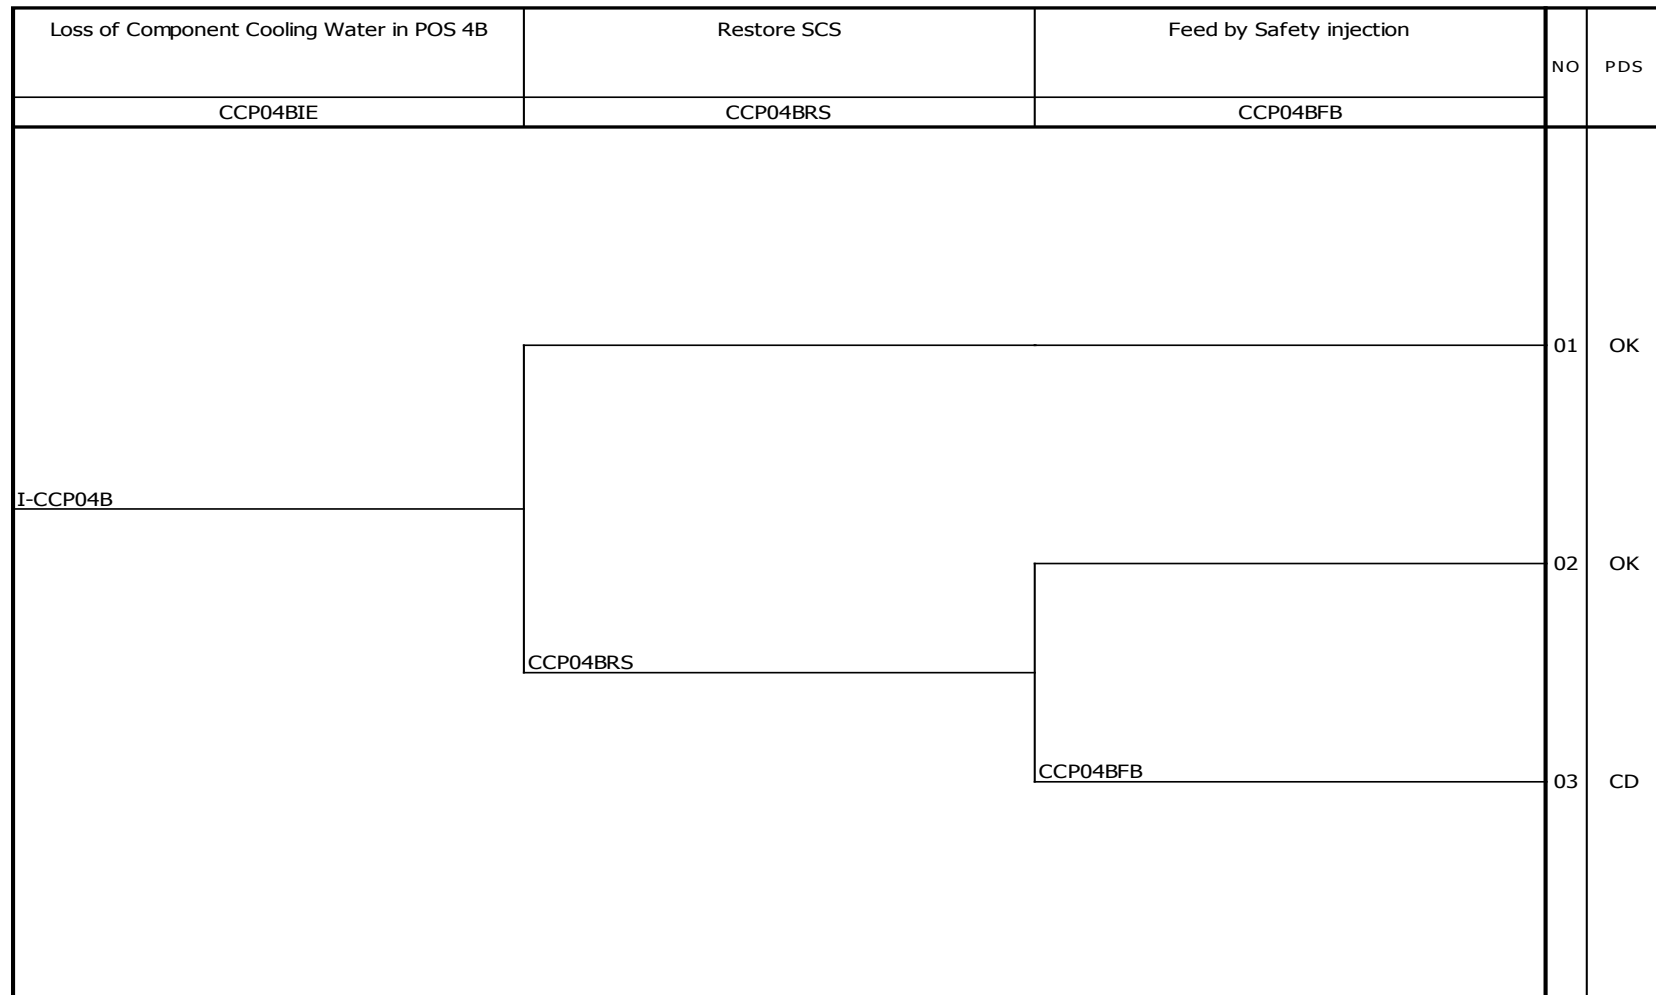 Loss of Component Cooling Water in POS 4B
Restore SCS
Feed by Safety injection
NO
PDS
CCP04BIE
CCP04BRS
CCP04BFB
01
OK
I-CCP04B
02
OK
CCP04BRS
CCP04BFB
03
CD